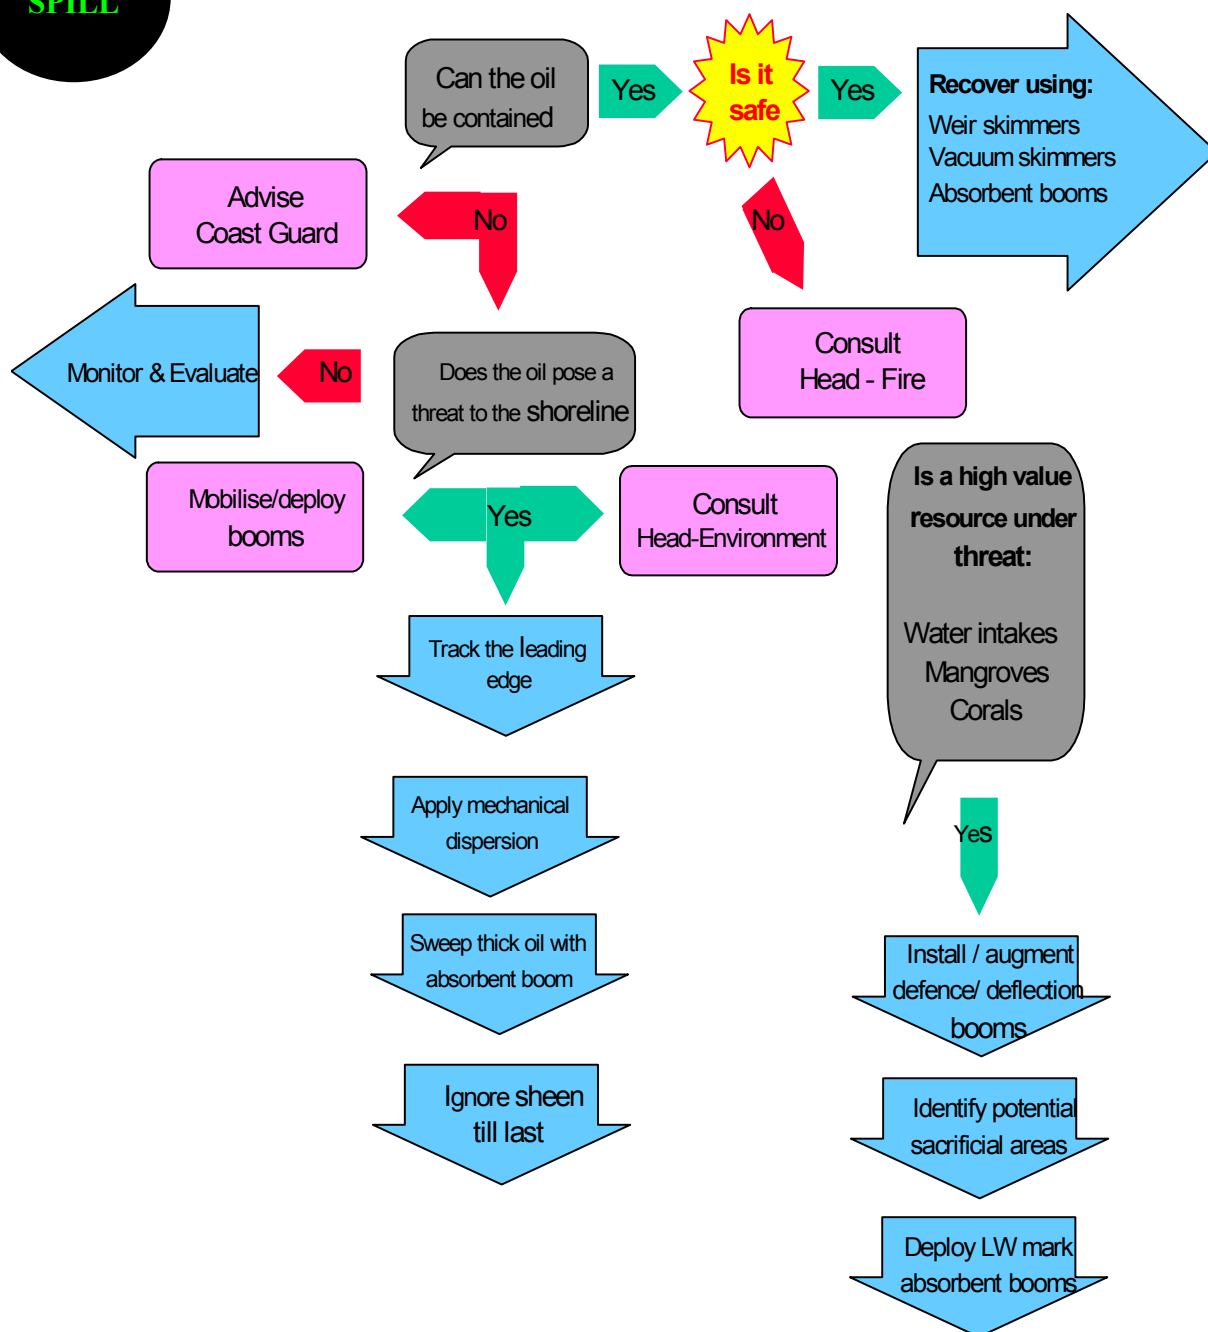 SPILL
Can the oil
be contained
Yes
Is it
safe
Yes
Recover using:
Weir skimmers
Vacuum skimmers
Absorbent booms
Advise
Coast Guard
No
No
Monitor & Evaluate
No
Does the oil pose a
threat to the shoreline
Consult
Head - Fire
Mobilise/deploy
booms
Yes
Consult
Head-Environment
Is a high value
resource under
threat:
Water intakes
Mangroves
Corals
Track the leading
edge
Apply mechanical
dispersion
Yes
Sweep thick oil with
absorbent boom
Install / augment
defence/ deflection
booms
Ignore sheen
till last
Identify potential
sacrificial areas
Deploy LW mark
absorbent booms